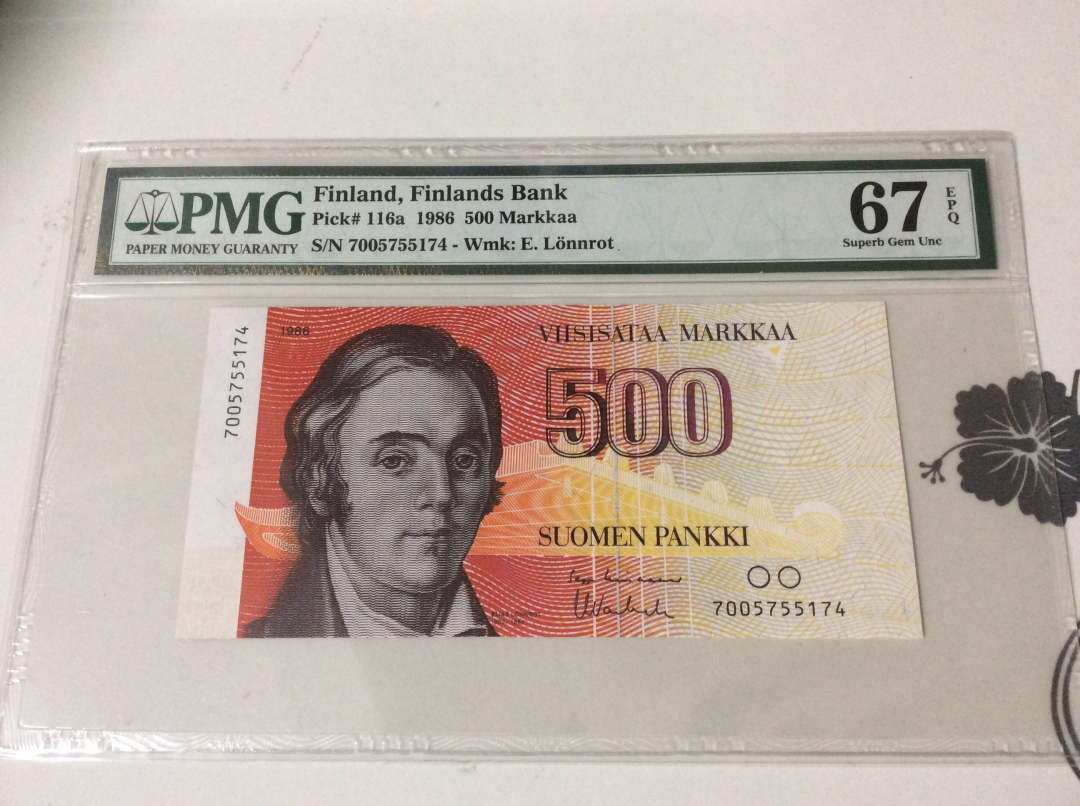 PMG
PAPER MONEY GUARANTY
Finland, Finlands Bank
Pick# 116a 1986 500 Markkaa
S/N 7005755174 - Wmk: E. Lönnrot
67 EPQ
Superb Gem Unc
7005755174
1986
VIISISATAA MARKKAA
500
SUOMEN PANKKI
7005755174